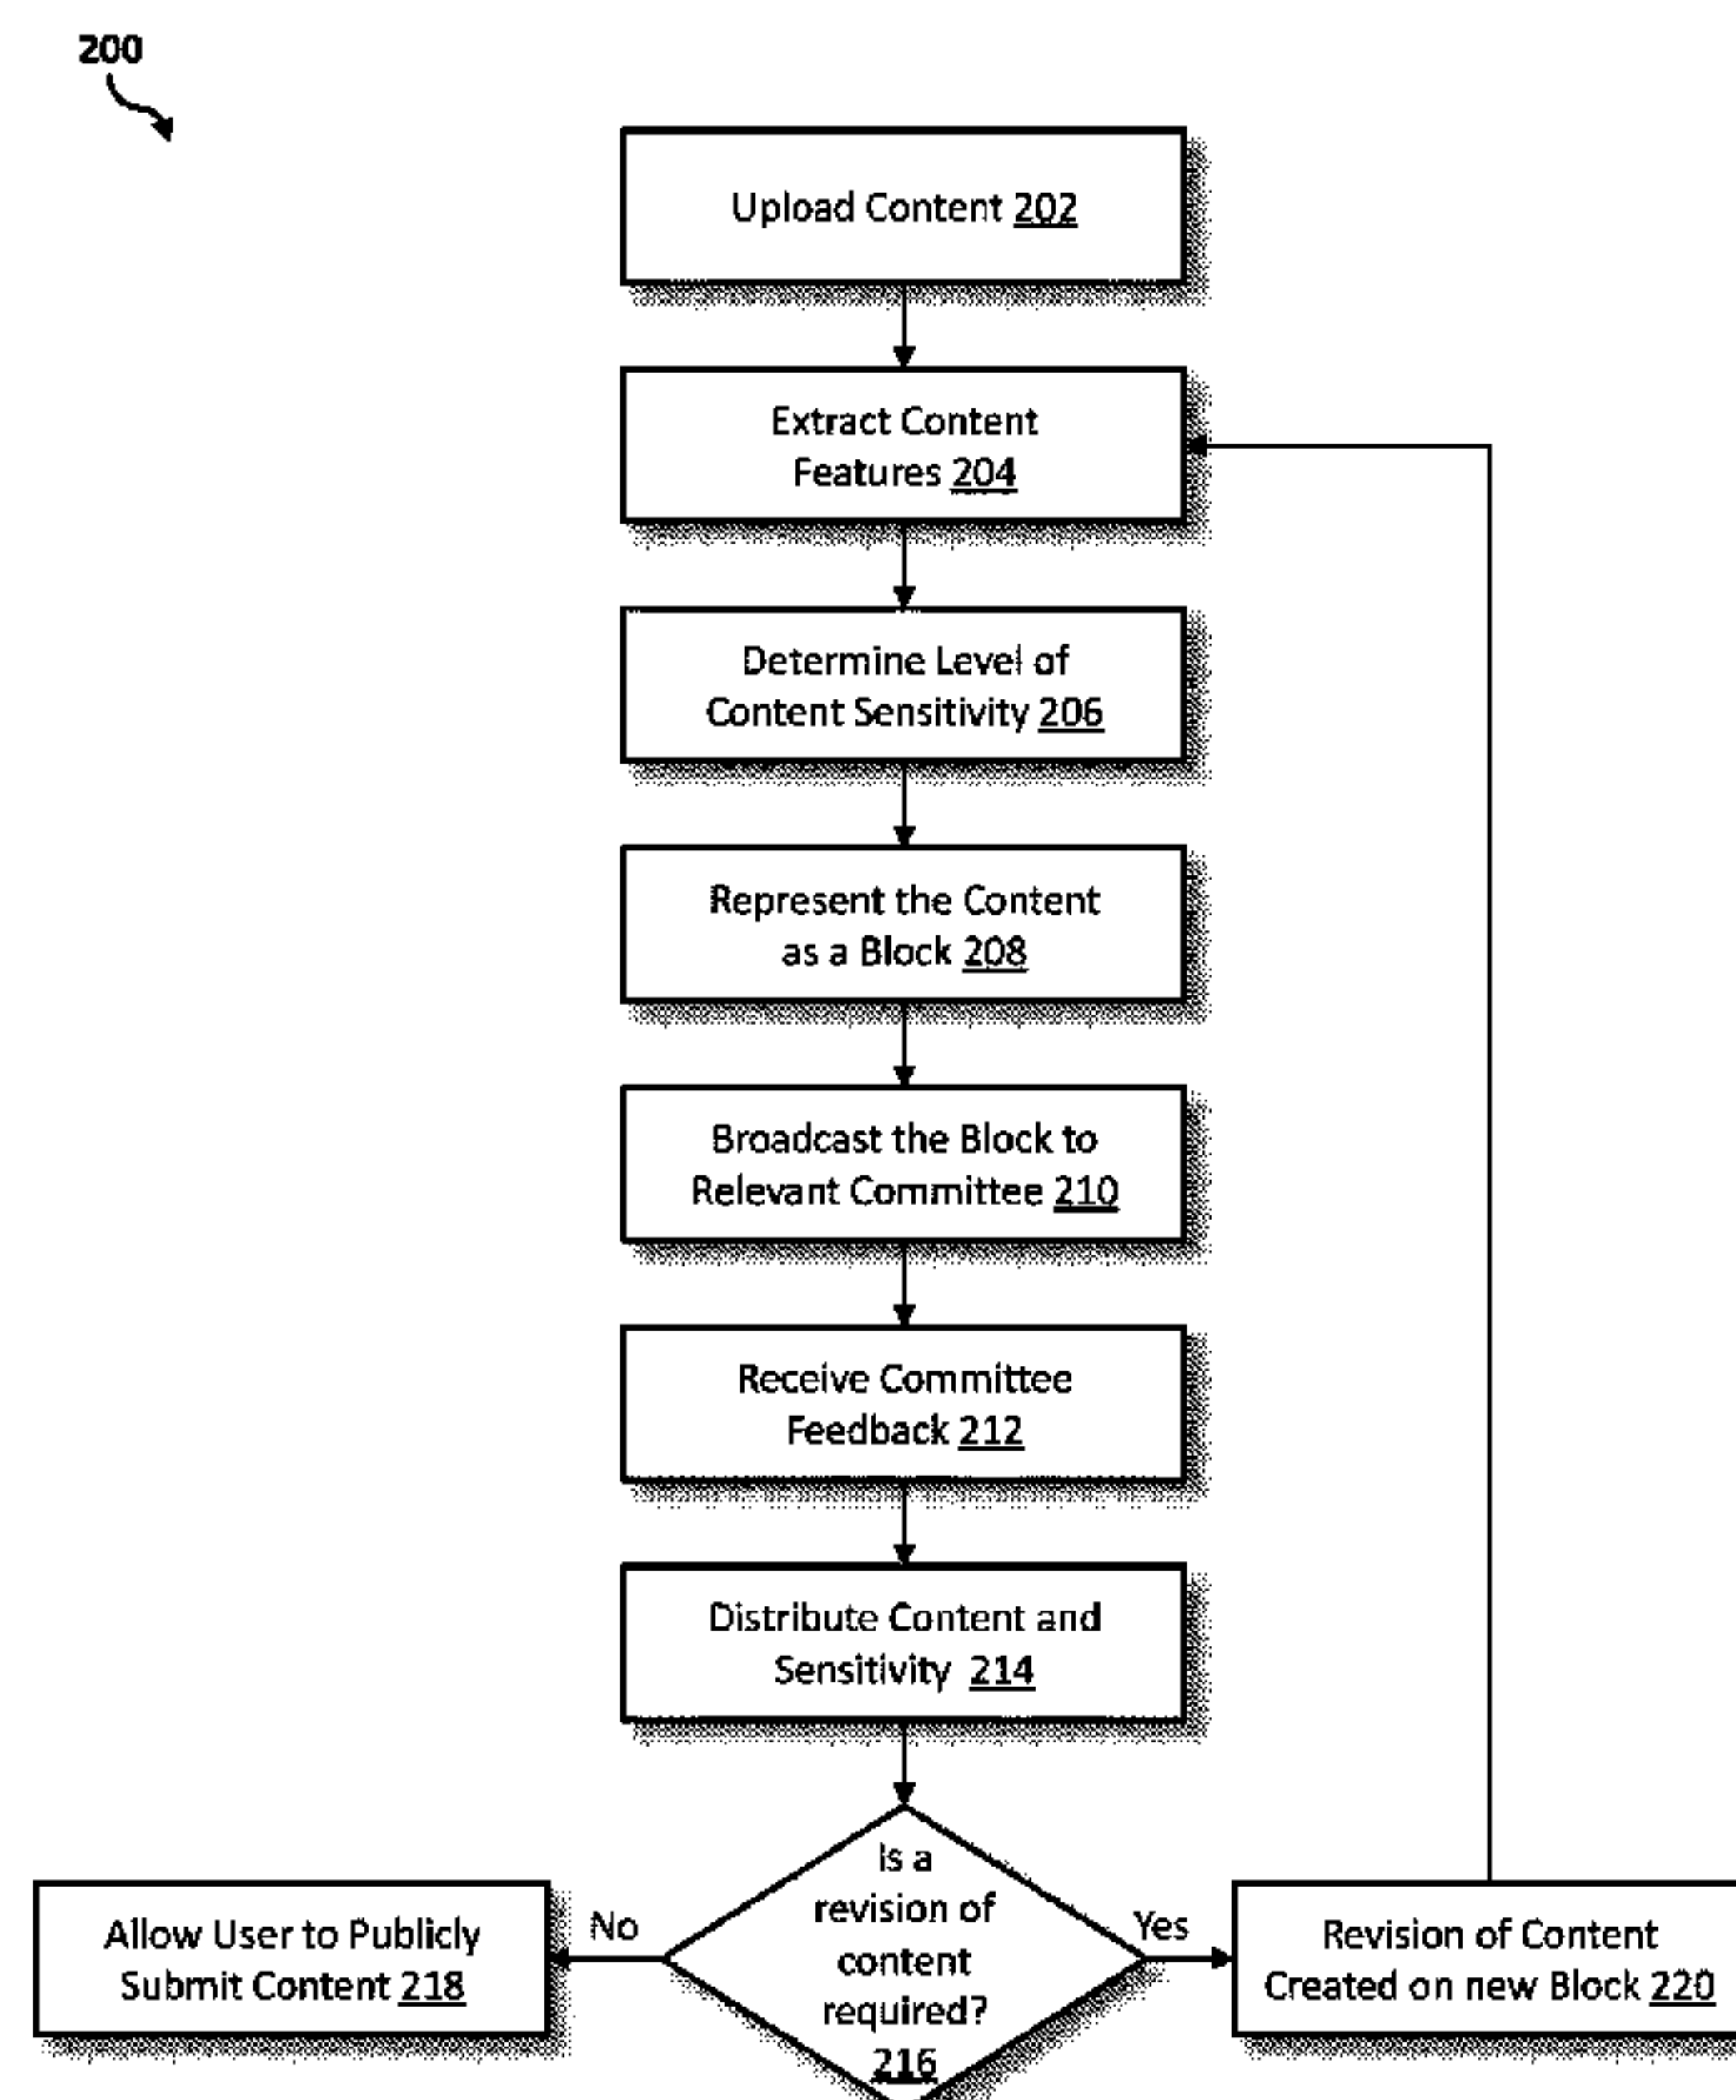 200
Upload Content 202
Extract Content
Features 204
Determine Level of
Content Sensitivity 206
Represent the Content
as a Block 208
Broadcast the Block to
Relevant Committee 210
Receive Committee
Feedback 212
Distribute Content and
Sensitivity 214
Is a
revision of
content
required?
216
No
Allow User to Publicly
Submit Content 218
Yes
Revision of Content
Created on new Block 220